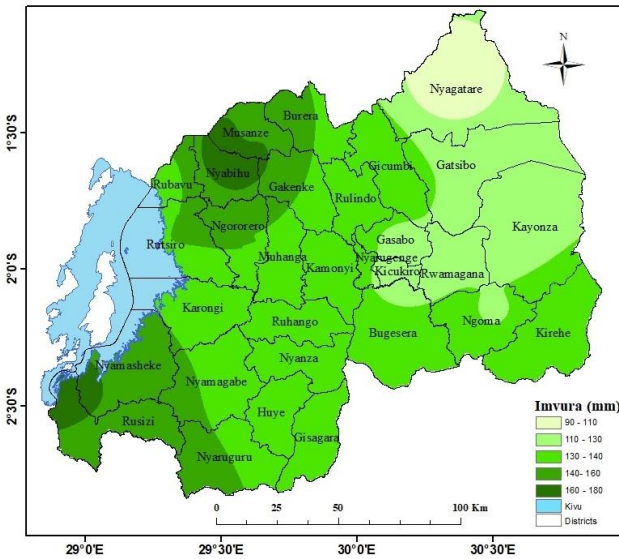 N
Nyagatare
Burera
Musanze
1°30'S
Gicumbi
Gatsibo
Nyabihu
Rubavu
Gakenke
Rulindo
Ngororero
Kayonza
Gasabo
Rutsiro
Muhanga
Nyarugenge
2°0'S
Kamonyi
Kicukiro
Rwamagana
Karongi
Ruhango
Bugesera
Ngoma
Kirehe
Nyanza
Nyamasheke
Nyamagabe
2°30'S
Huye
Rusizi
Gisagara
Nyaruguru
Imvura (mm)
90 - 110
110 - 130
130 - 140
140- 160
160 - 180
Kivu
Districts
0 25 50 100 Km
29°0'E 29°30'E 30°0'E 30°30'E